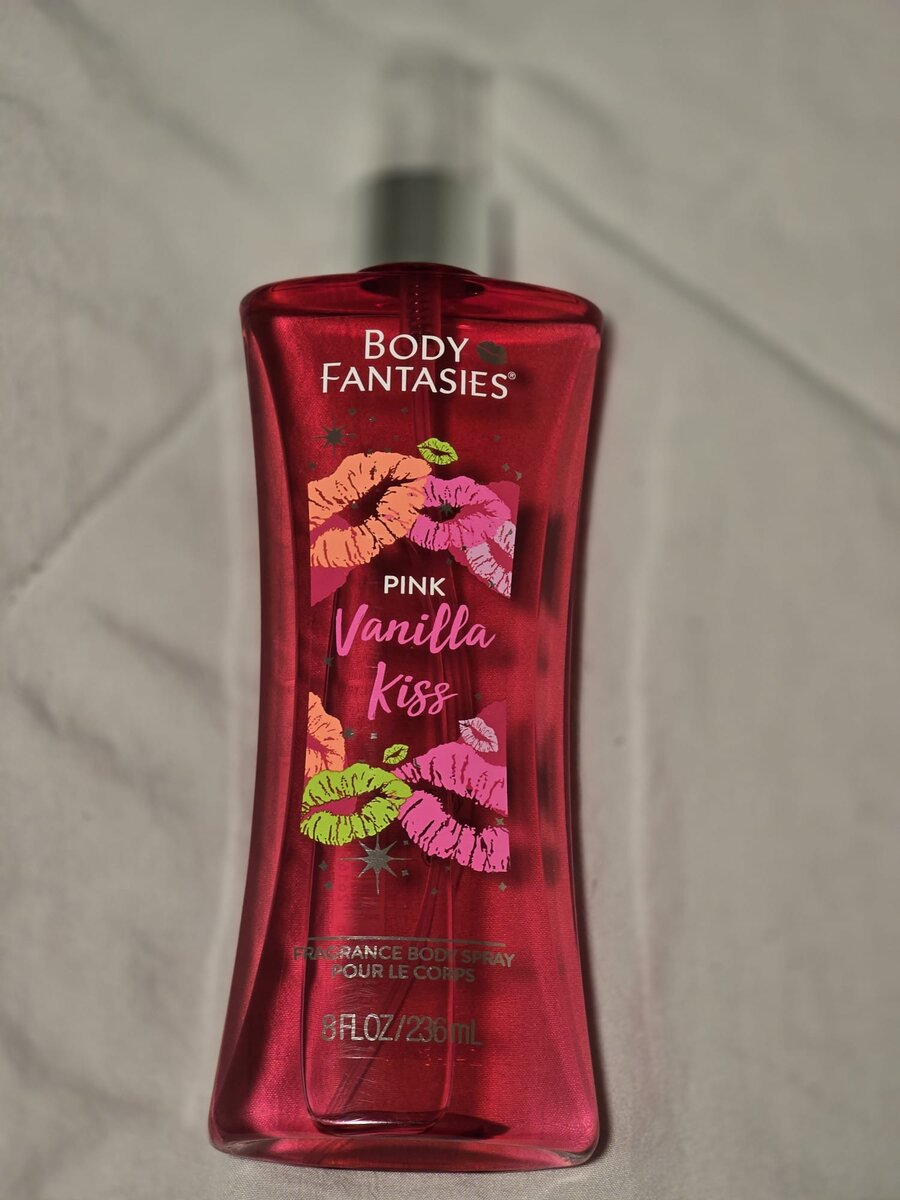 BODY
FANTASIES®
PINK
Vanilla
Kiss
FRAGRANCE BODY SPRAY
POUR LE CORPS
8 FL OZ/236 mL